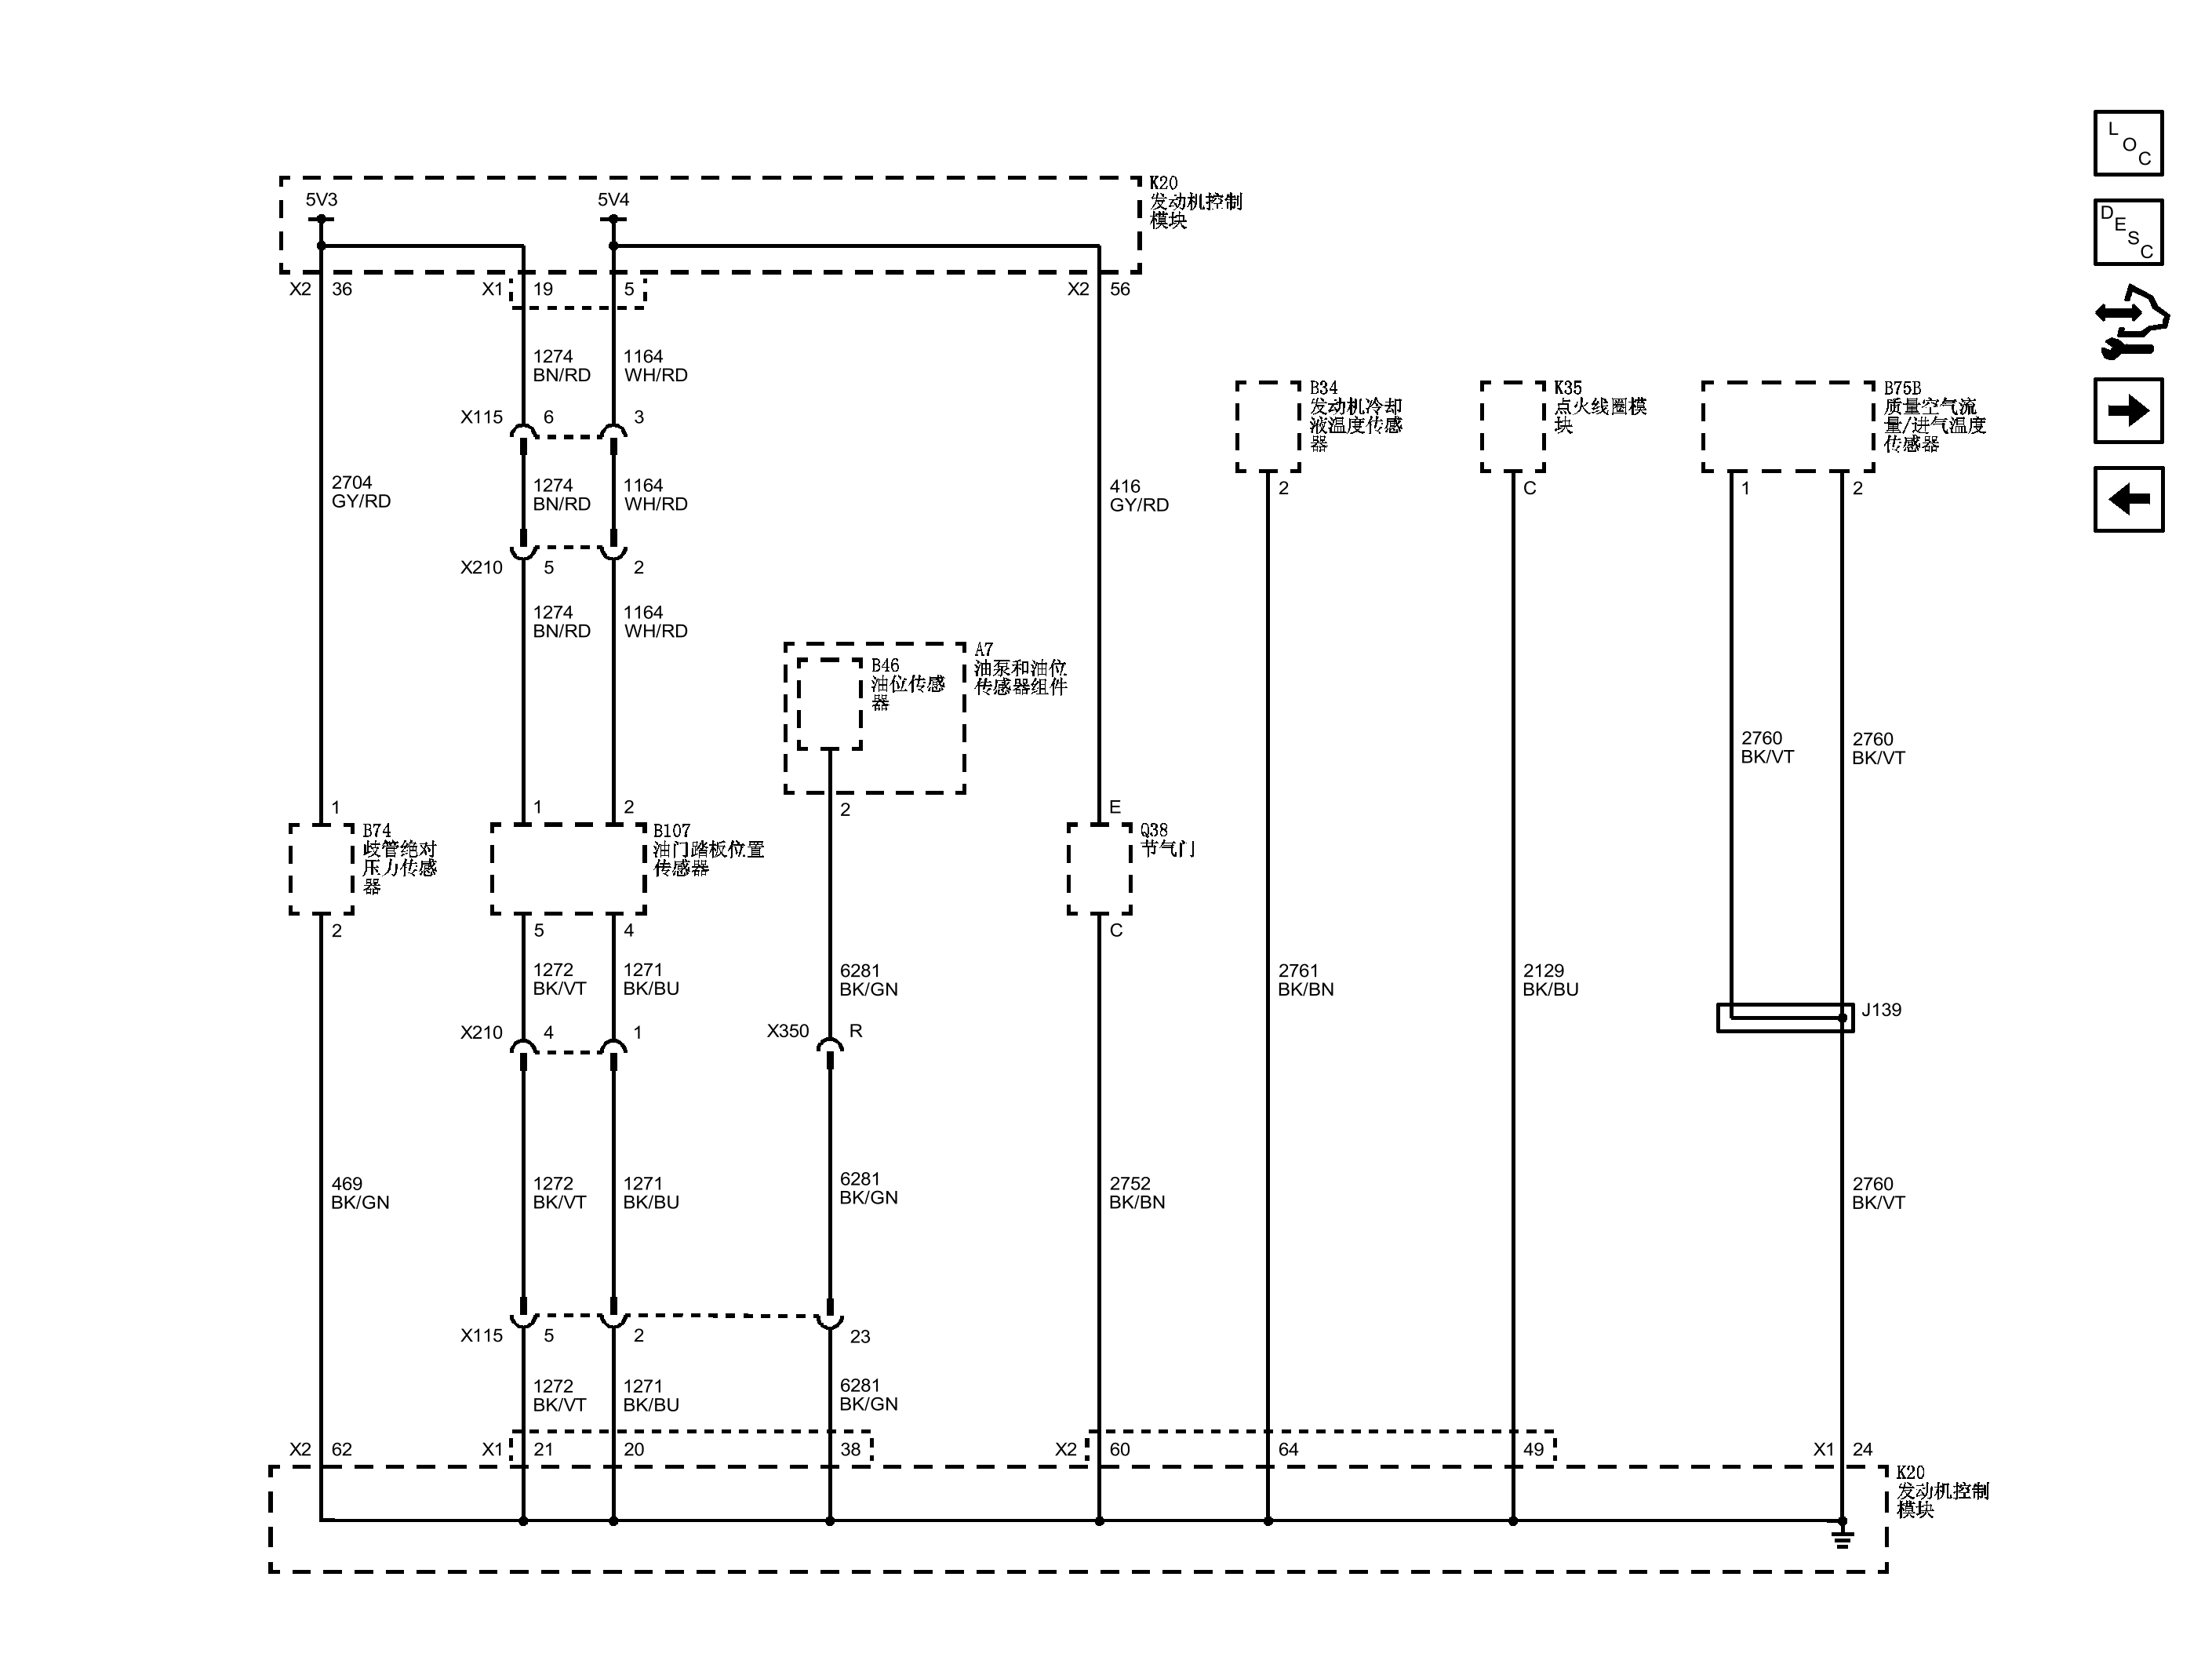 L
O
C
D
E
S
C
5V3
5V4
K20
发动机控制
模块
X2 36
X1 19
5
X2 56
1274
BN/RD
1164
WH/RD
X115 6
3
2704
GY/RD
1274
BN/RD
1164
WH/RD
416
GY/RD
B34
发动机冷却
液温度传感
器
K35
点火线圈模
块
B75B
质量空气流
量/进气温度
传感器
2
C
1
2
X210 5
2
1274
BN/RD
1164
WH/RD
B46
油位传感
器
A7
油泵和油位
传感器组件
2760
BK/VT
2760
BK/VT
1
1
2
2
E
B74
歧管绝对
压力传感
器
B107
油门踏板位置
传感器
Q38
节气门
2
5
4
C
1272
BK/VT
1271
BK/BU
6281
BK/GN
2761
BK/BN
2129
BK/BU
J139
X210 4
1
X350 R
469
BK/GN
1272
BK/VT
1271
BK/BU
6281
BK/GN
2752
BK/BN
2760
BK/VT
X115 5
2
23
1272
BK/VT
1271
BK/BU
6281
BK/GN
X2 62
X1 21
20
38
X2 60
64
49
X1 24
K20
发动机控制
模块